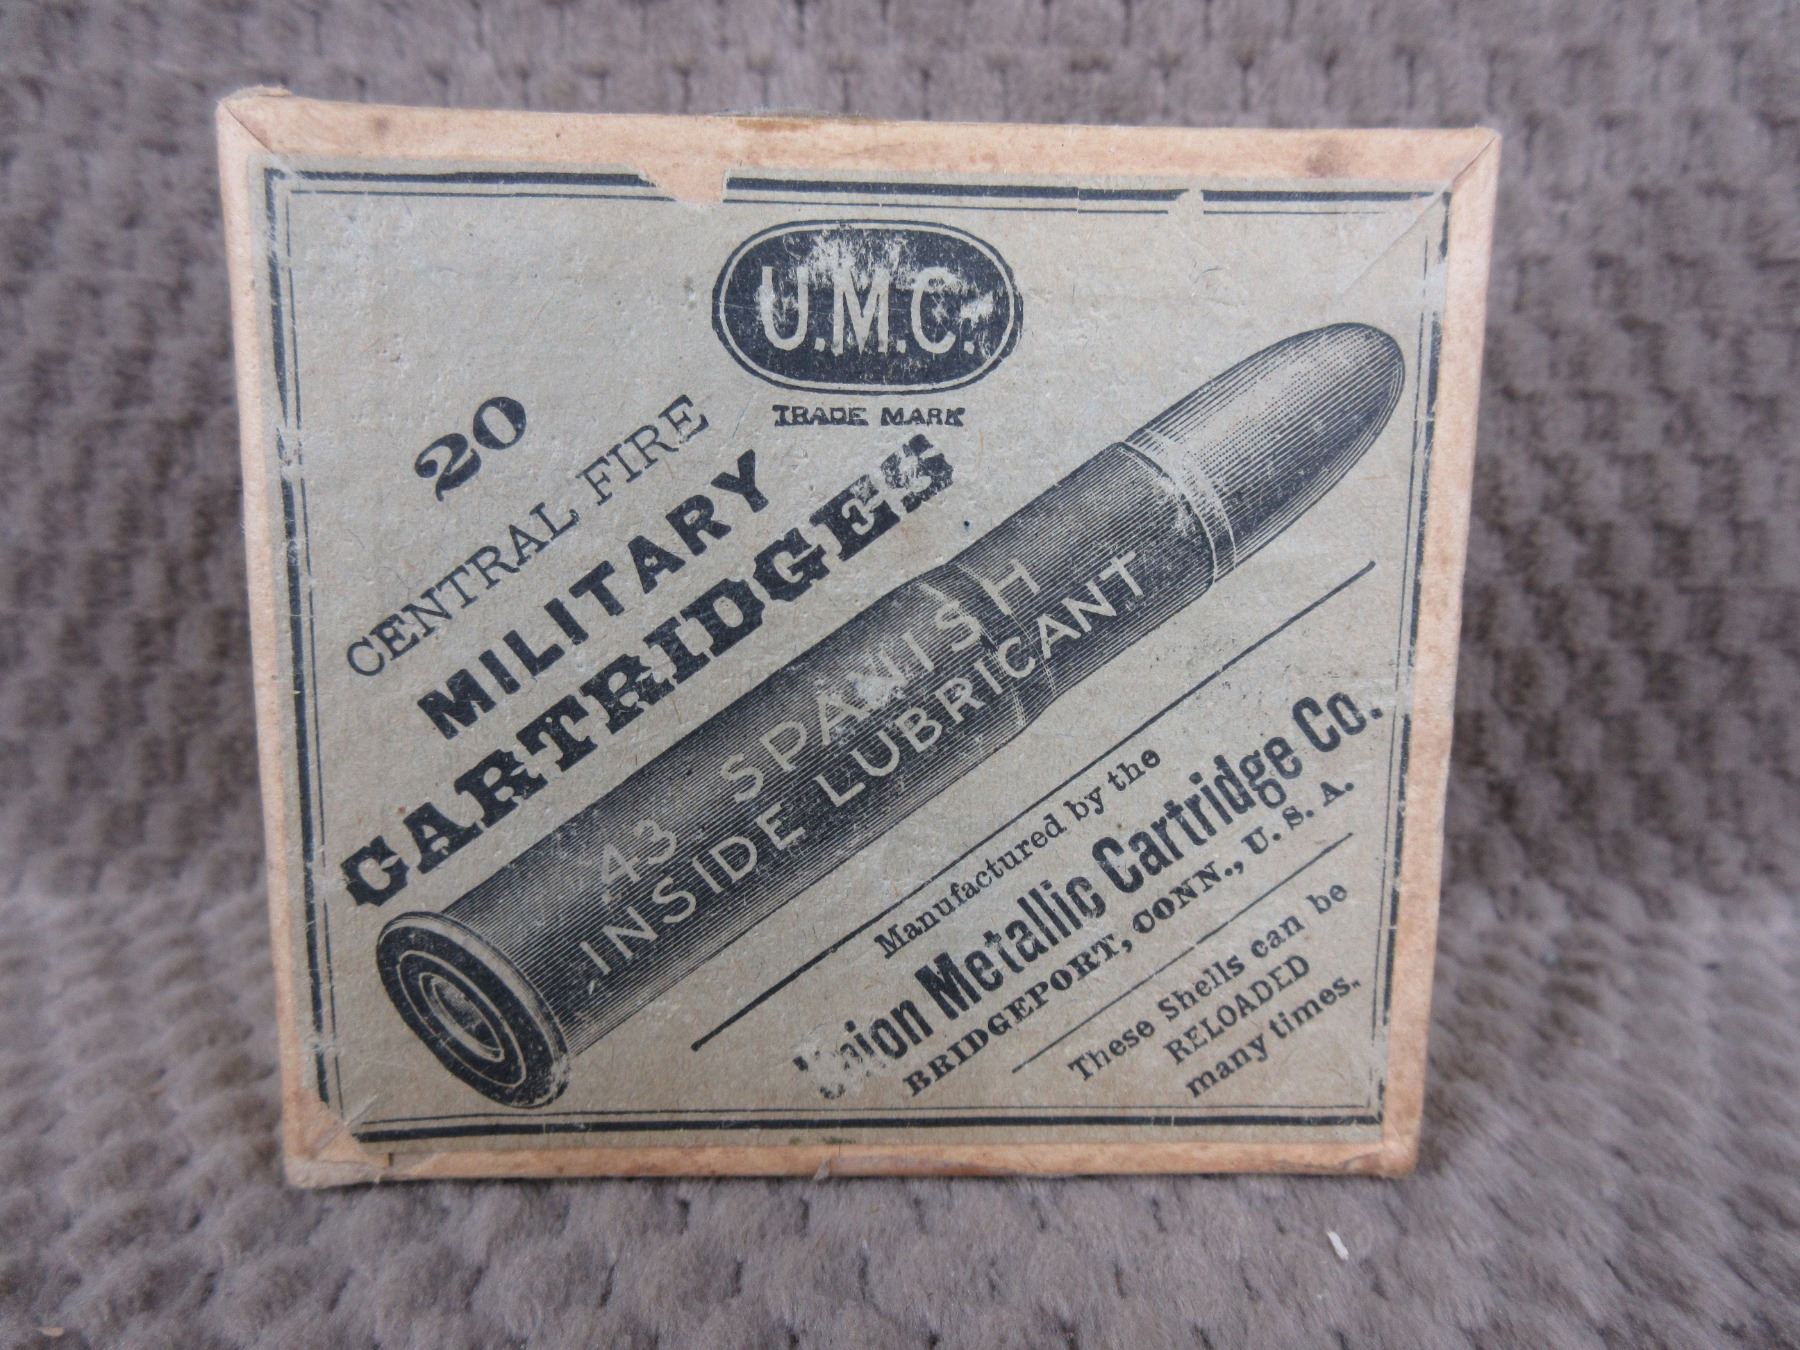 U.M.C.
TRADE MARK
20
CENTRAL FIRE
MILITARY
CARTRIDGES
43 SPANISH
INSIDE LUBRICANT
Manufactured by the
Union Metallic Cartridge Co.
BRIDGEPORT, CONN., U. S. A.
These Shells can be
RELOADED
many times.